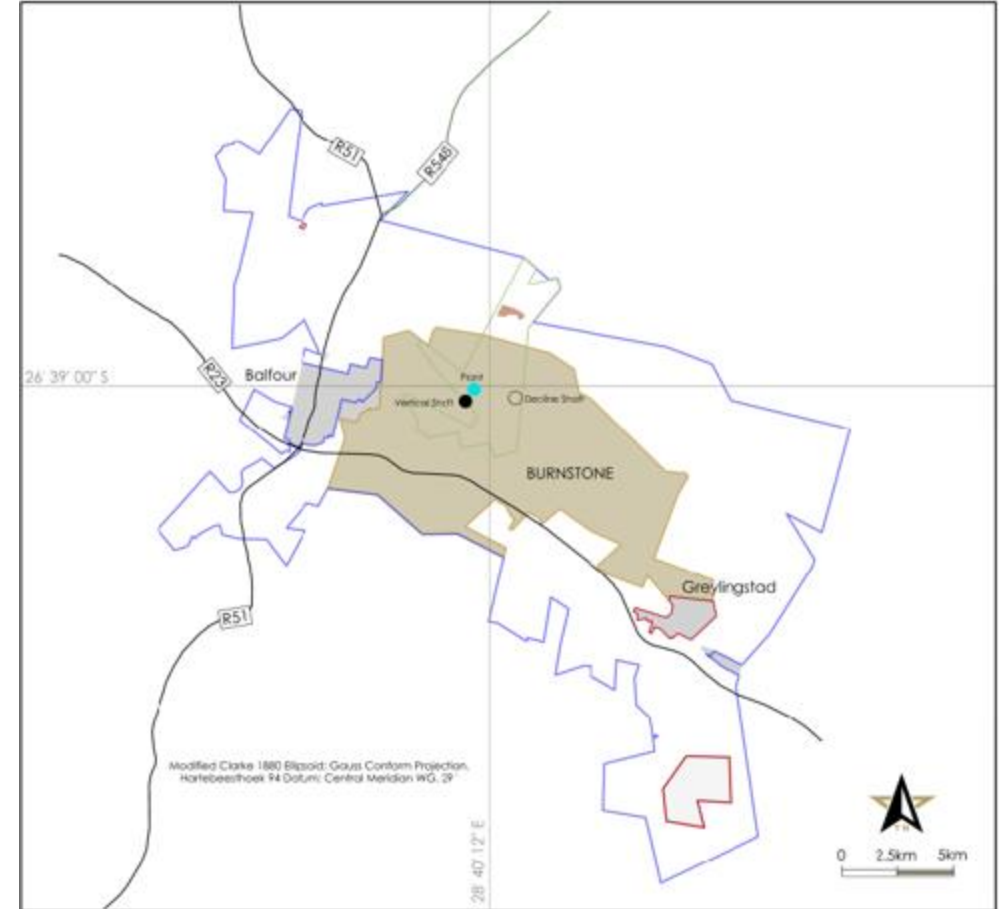 R51
R548
R23
26° 39' 00" S
Balfour
Plant
Vertical Shaft
Decline Shaft
BURNSTONE
Greylingstad
R51
Modified Clarke 1880 Ellipsoid: Gauss Conform Projection,
Hartebeesthoek 94 Datum: Central Meridian WG. 29°
28° 40' 12" E
0 2.5km 5km